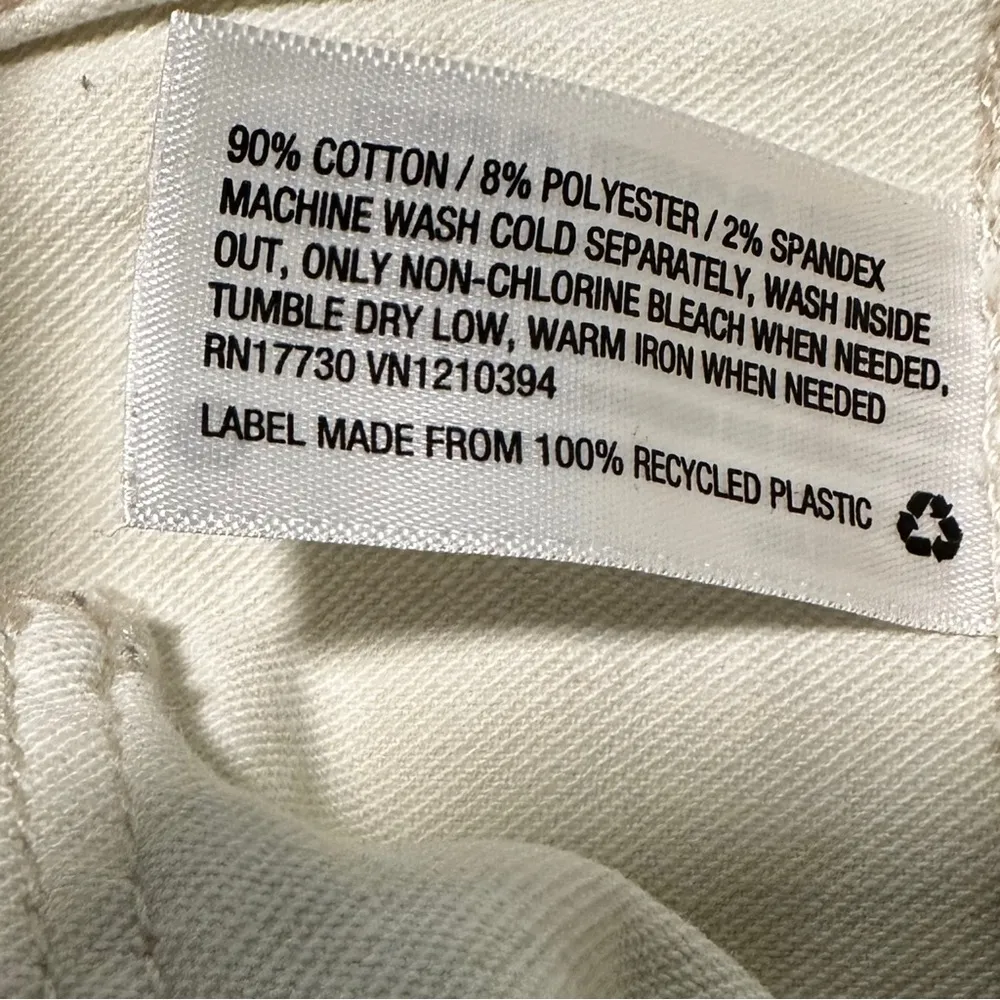 90% COTTON / 8% POLYESTER / 2% SPANDEX
MACHINE WASH COLD SEPARATELY, WASH INSIDE
OUT, ONLY NON-CHLORINE BLEACH WHEN NEEDED,
TUMBLE DRY LOW, WARM IRON WHEN NEEDED
RN17730 VN1210394
LABEL MADE FROM 100% RECYCLED PLASTIC